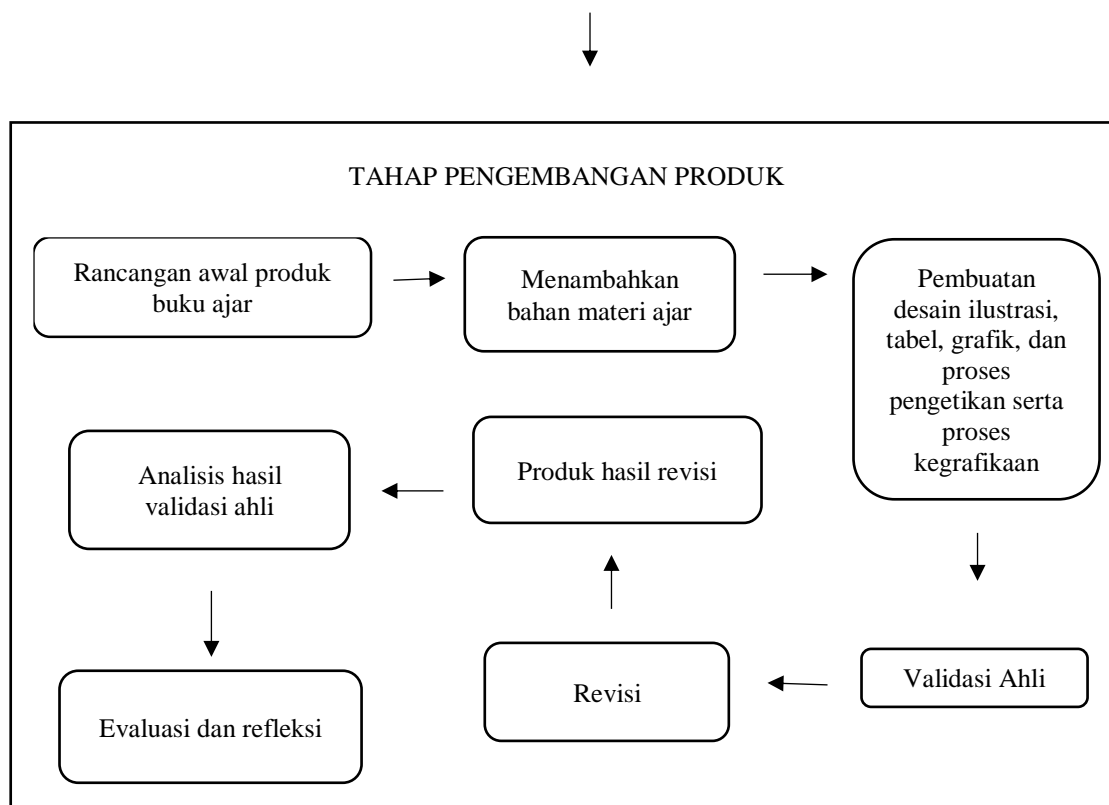 TAHAP PENGEMBANGAN PRODUK
Rancangan awal produk
buku ajar
Menambahkan
bahan materi ajar
Pembuatan
desain ilustrasi,
tabel, grafik, dan
proses
pengetikan serta
proses
kegrafikaan
Validasi Ahli
Revisi
Produk hasil revisi
Analisis hasil
validasi ahli
Evaluasi dan refleksi